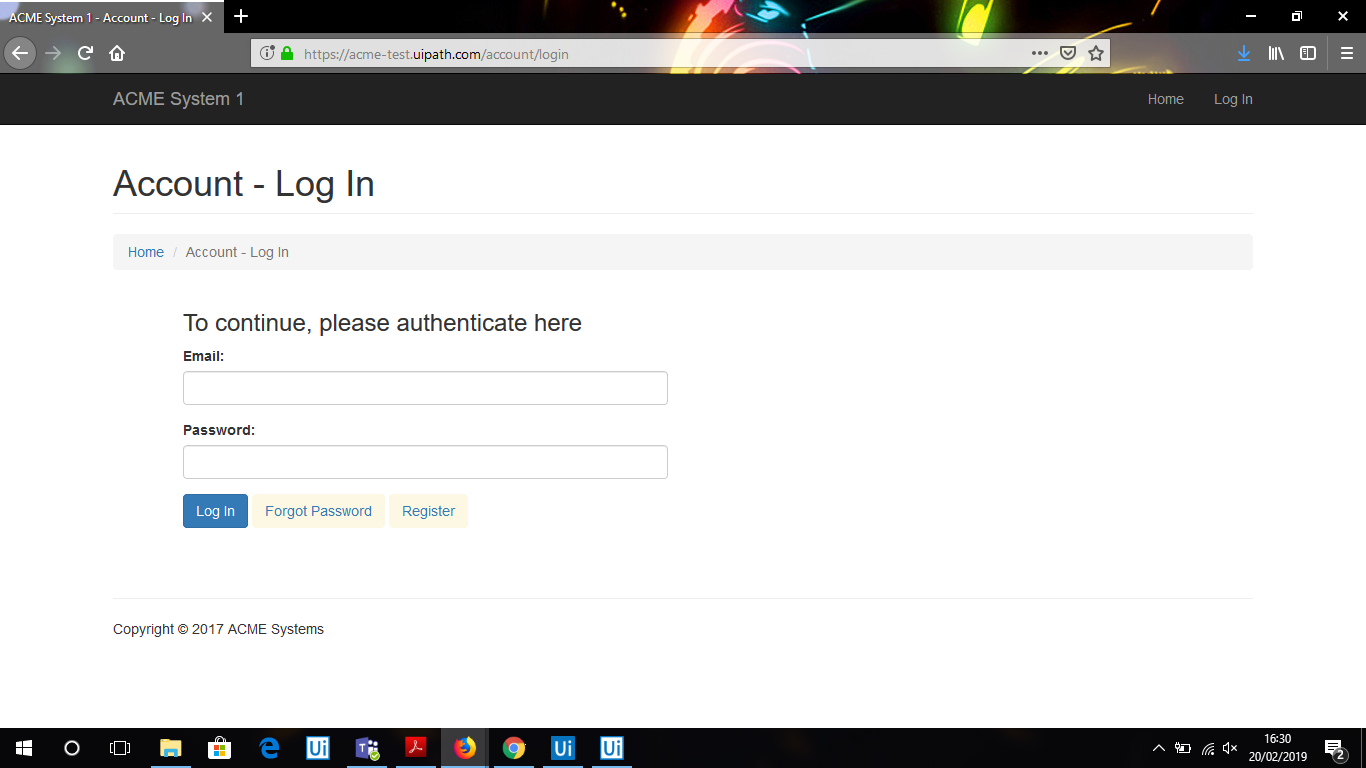 ACME System 1 - Account - Log In
https://acme-test.uipath.com/account/login
ACME System 1
Home
Log In
Account - Log In
Home / Account - Log In
To continue, please authenticate here
Email:
Password:
Log In
Forgot Password
Register
Copyright © 2017 ACME Systems
Ui
Ui
Ui
16:30
20/02/2019
2